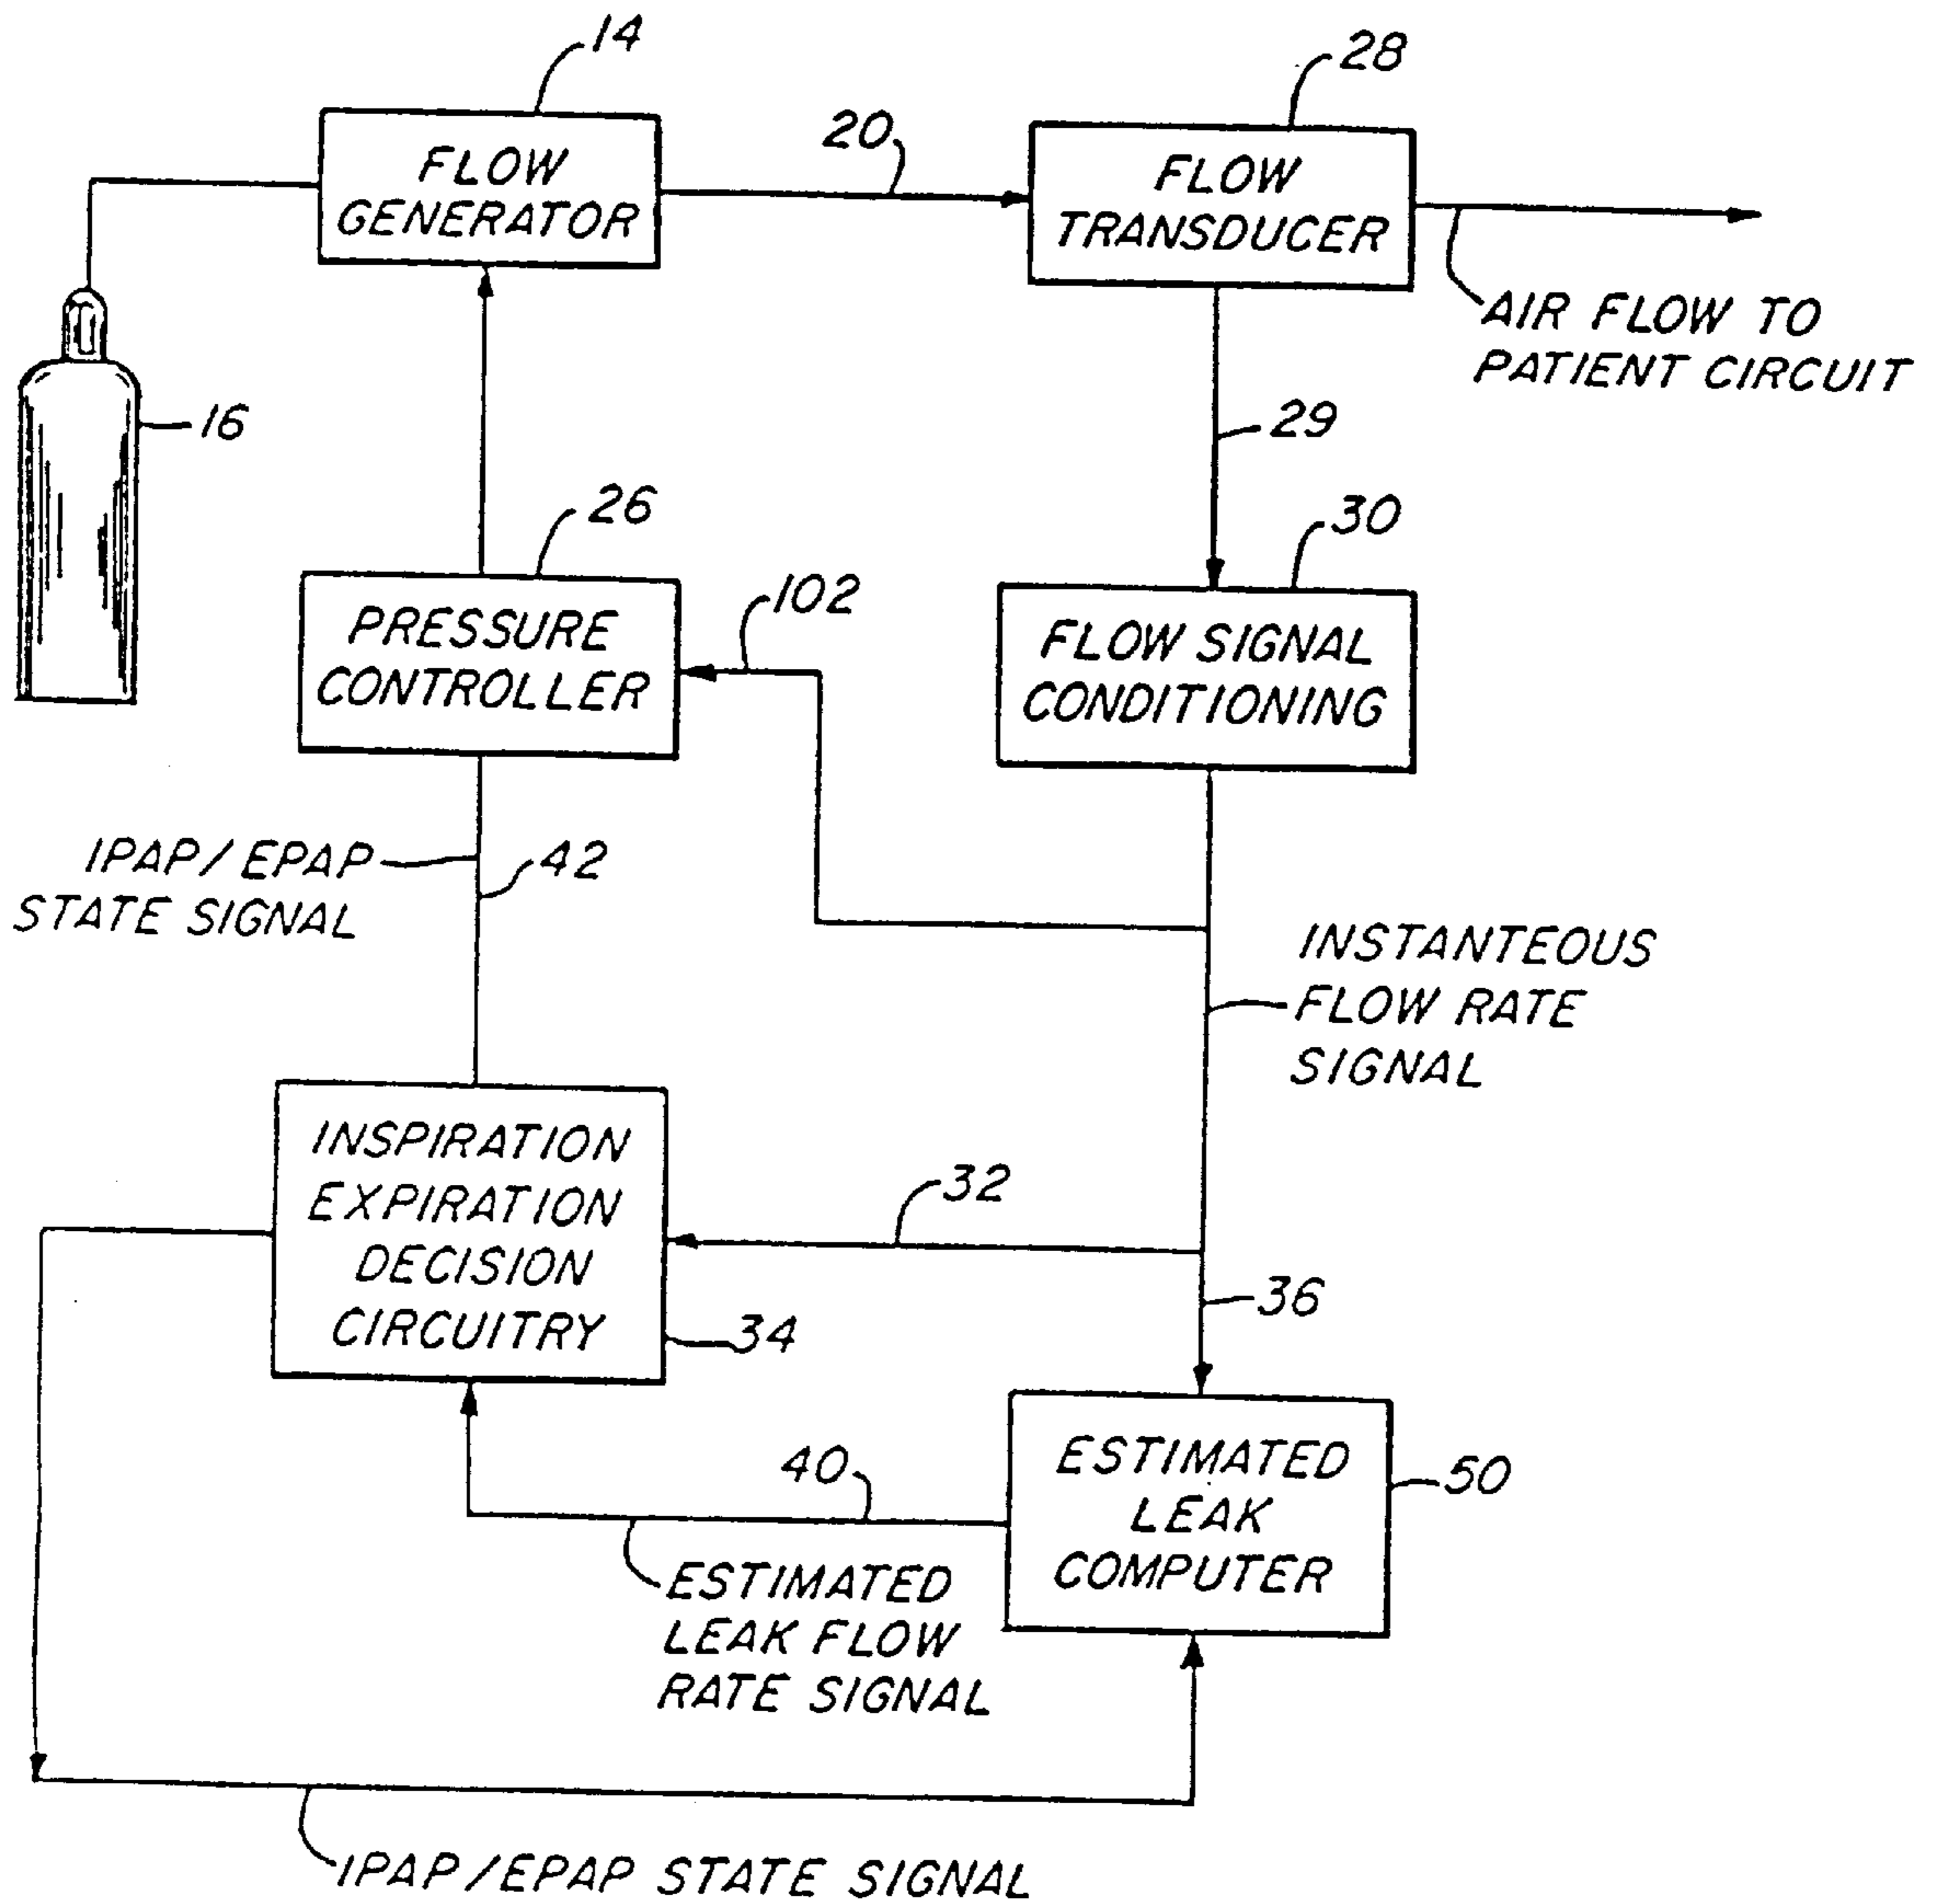 14
28
20
FLOW
GENERATOR
FLOW
TRANSDUCER
AIR FLOW TO
PATIENT CIRCUIT
16
29
26
30
102
PRESSURE
CONTROLLER
FLOW SIGNAL
CONDITIONING
IPAP/EPAP
STATE SIGNAL
42
INSTANTEOUS
FLOW RATE
SIGNAL
INSPIRATION
EXPIRATION
DECISION
CIRCUITRY
32
34
36
40
ESTIMATED
LEAK
COMPUTER
50
ESTIMATED
LEAK FLOW
RATE SIGNAL
IPAP/EPAP STATE SIGNAL